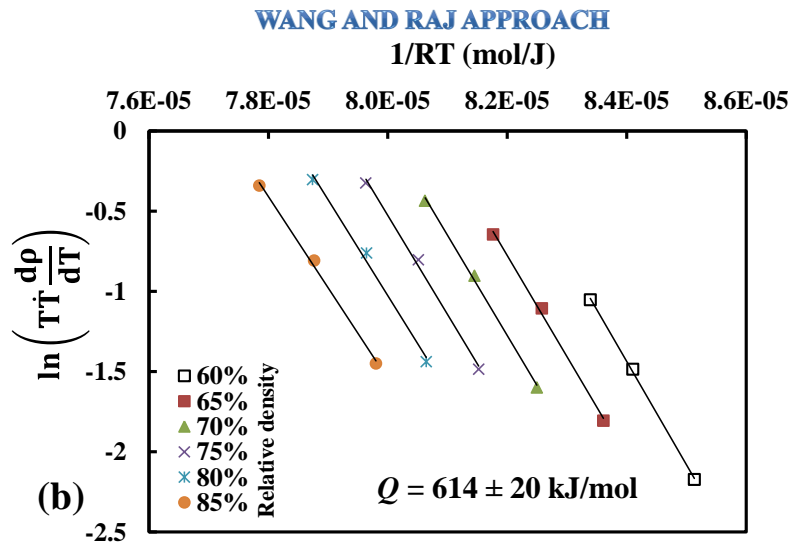 WANG AND RAJ APPROACH
1/RT (mol/J)
7.6E-05 7.8E-05 8.0E-05 8.2E-05 8.4E-05 8.6E-05
0
-0.5
-1
-1.5
-2
-2.5
ln (TṪ dρ/dT)
60%
65%
70%
75%
80%
85%
Relative density
(b)
Q = 614 ± 20 kJ/mol